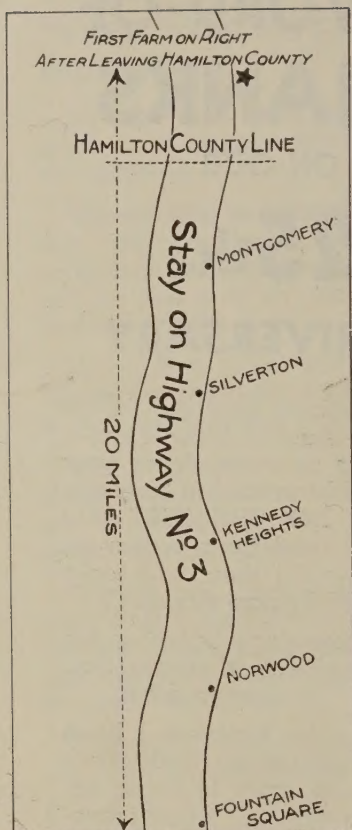 FIRST FARM ON RIGHT
AFTER LEAVING HAMILTON COUNTY
HAMILTON COUNTY LINE
MONTGOMERY
Stay on Highway No 3
SILVERTON
20 MILES
KENNEDY
HEIGHTS
NORWOOD
FOUNTAIN
SQUARE